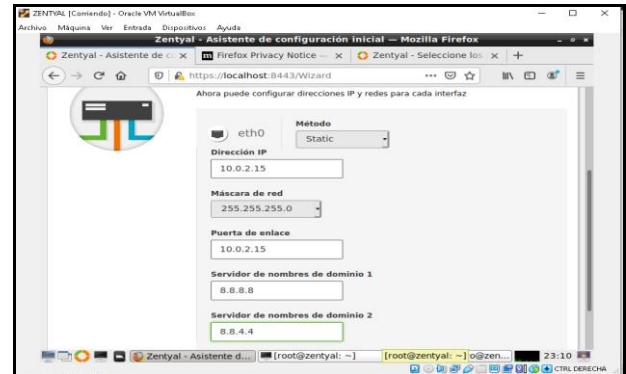 ZENTYAL [Corriendo] - Oracle VM VirtualBox
Archivo Máquina Ver Entrada Dispositivos Ayuda
Zentyal - Asistente de configuración inicial — Mozilla Firefox
Zentyal - Asistente de co
Firefox Privacy Notice —
Zentyal - Seleccione los
https://localhost:8443/Wizard
Ahora puede configurar direcciones IP y redes para cada interfaz
eth0
Método
Static
Dirección IP
10.0.2.15
Máscara de red
255.255.255.0
Puerta de enlace
10.0.2.15
Servidor de nombres de dominio 1
8.8.8.8
Servidor de nombres de dominio 2
8.8.4.4
Zentyal - Asistente d...
[root@zentyal: ~]
[root@zentyal: ~]
o@zen...
23:10
CTRL DERECHA